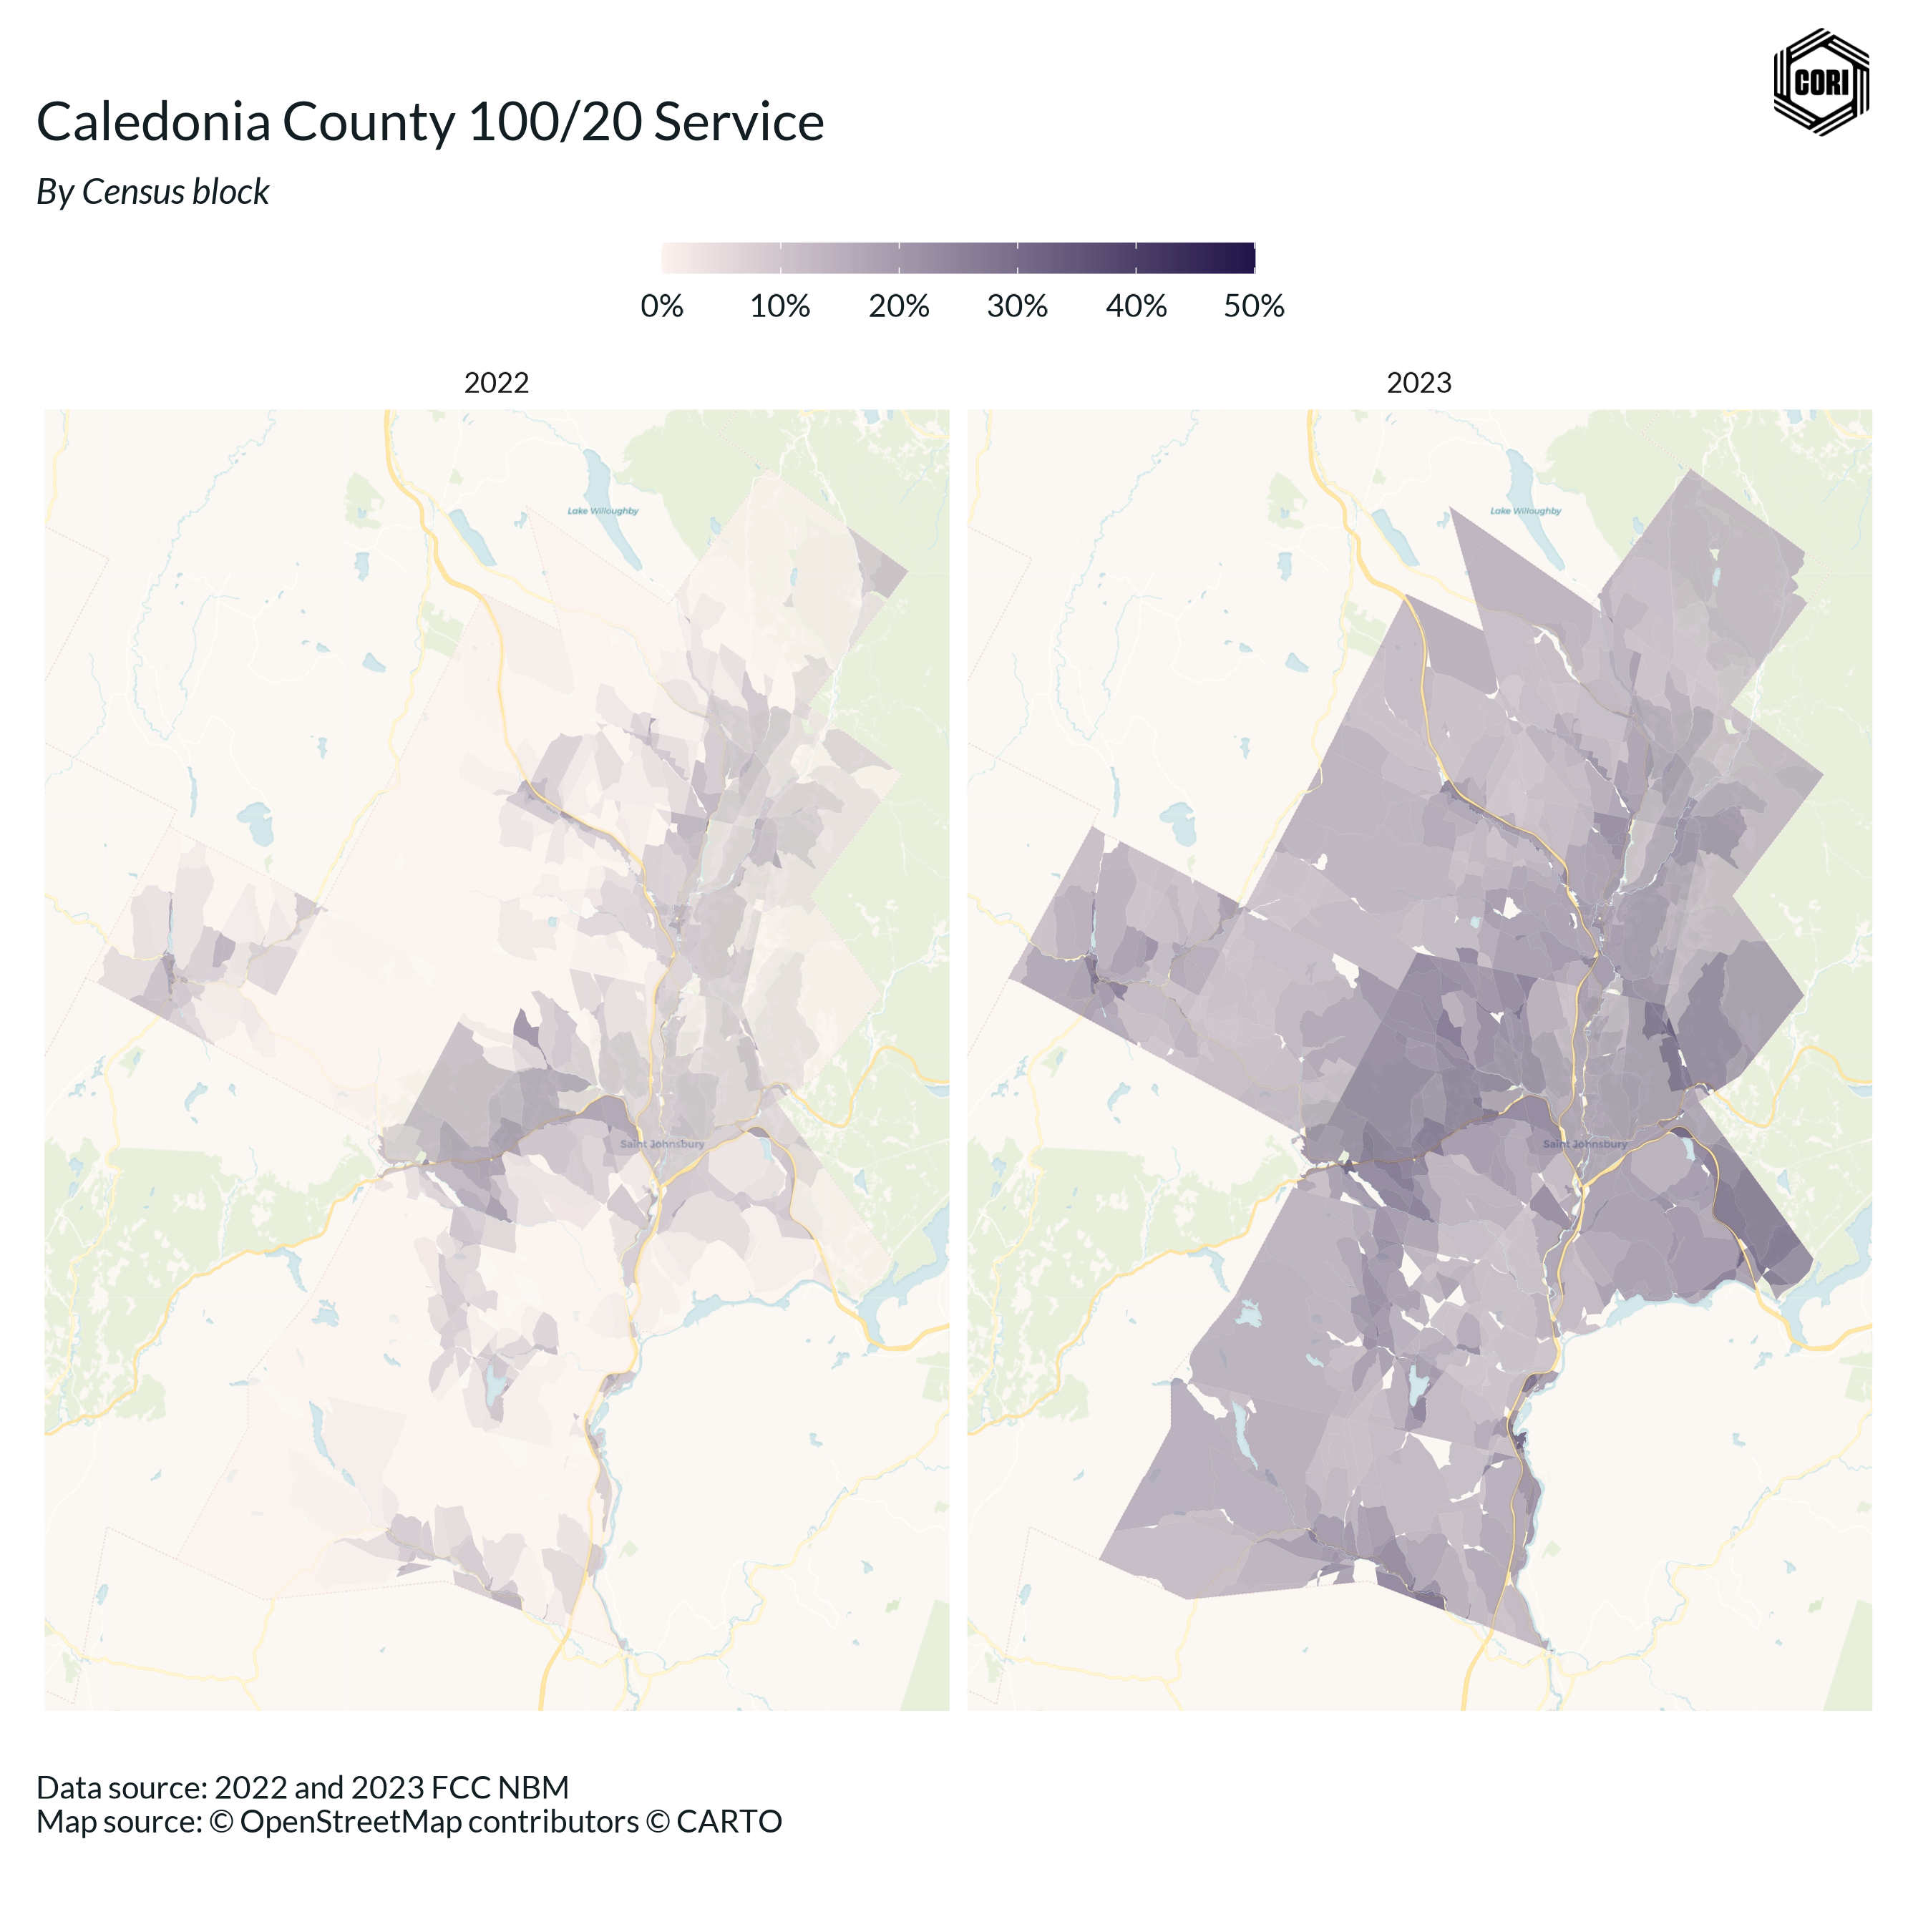 CORI
Caledonia County 100/20 Service
By Census block
0% 10% 20% 30% 40% 50%
2022 2023
Lake Willoughby Lake Willoughby
Saint Johnsbury Saint Johnsbury
Data source: 2022 and 2023 FCC NBM
Map source: © OpenStreetMap contributors © CARTO